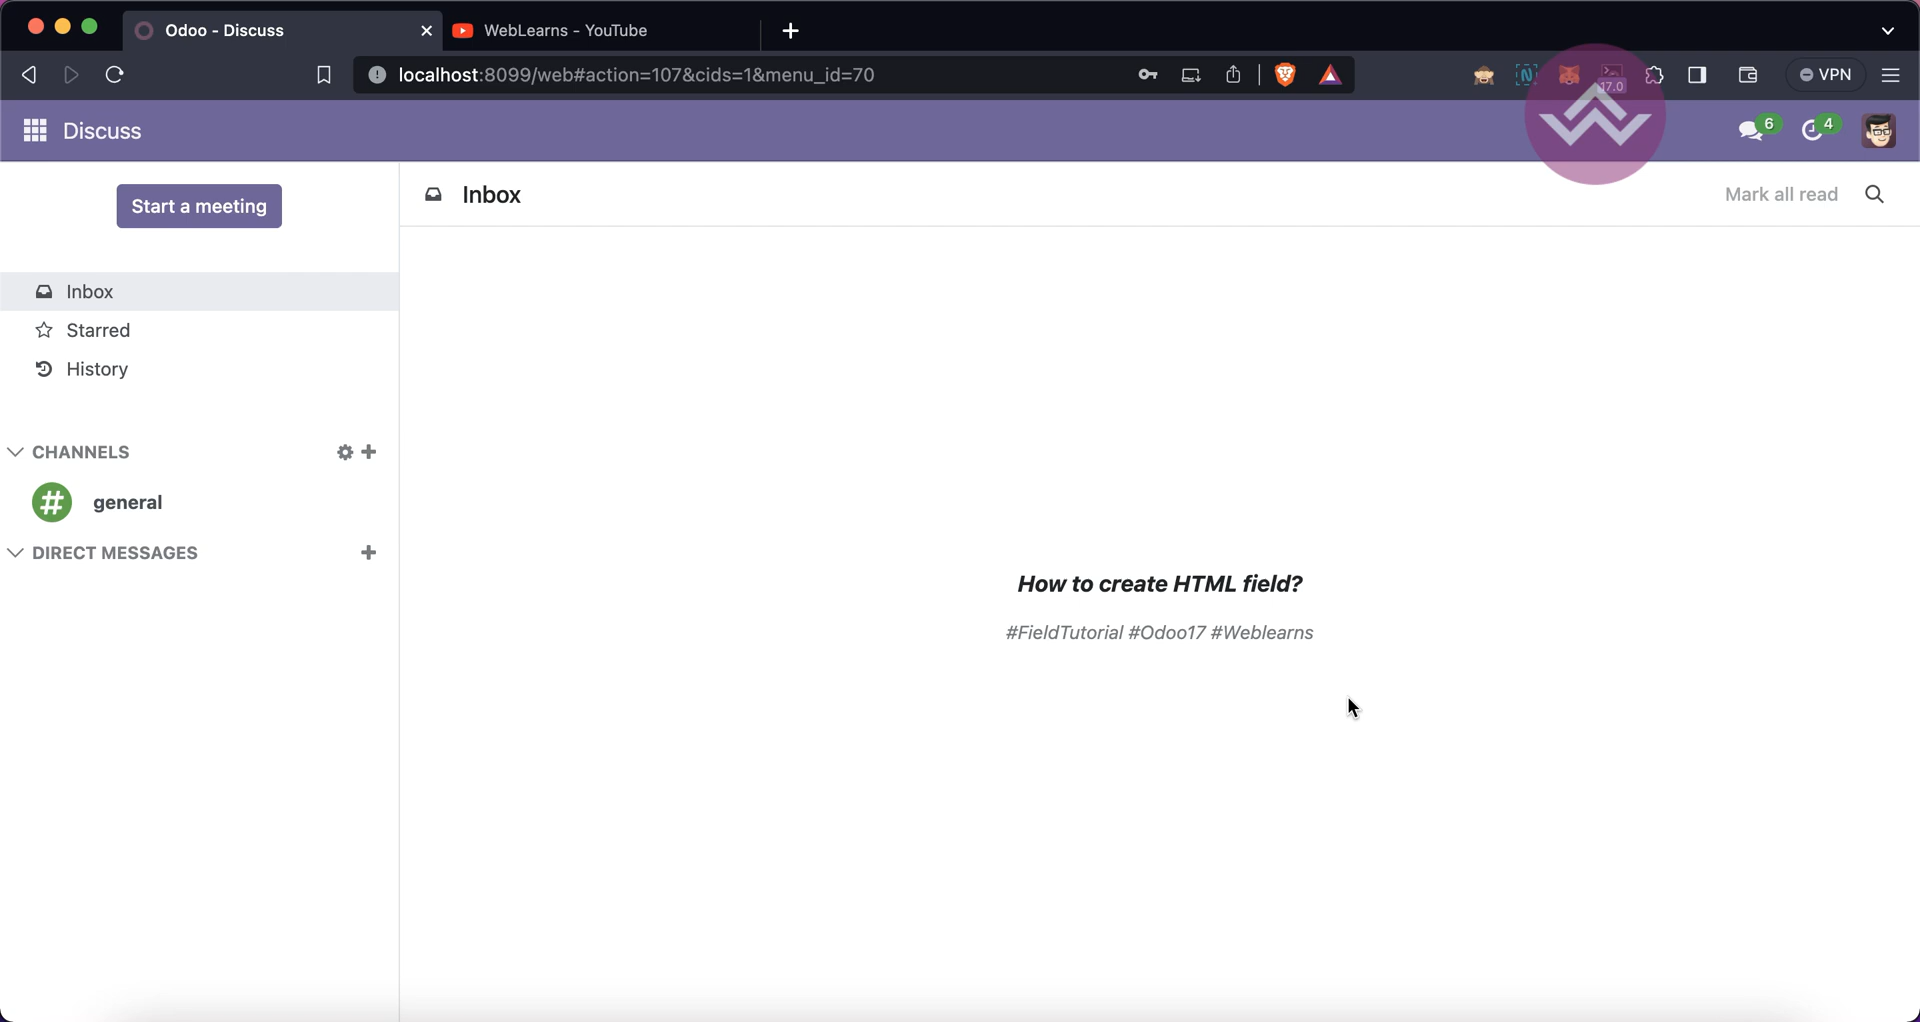 Odoo - Discuss
WebLearns - YouTube
localhost:8099/web#action=107&cids=1&menu_id=70
17.0
VPN
Discuss
6
4
Start a meeting
Inbox
Mark all read
Inbox
Starred
History
CHANNELS
# general
DIRECT MESSAGES
How to create HTML field?
#FieldTutorial #Odoo17 #Weblearns